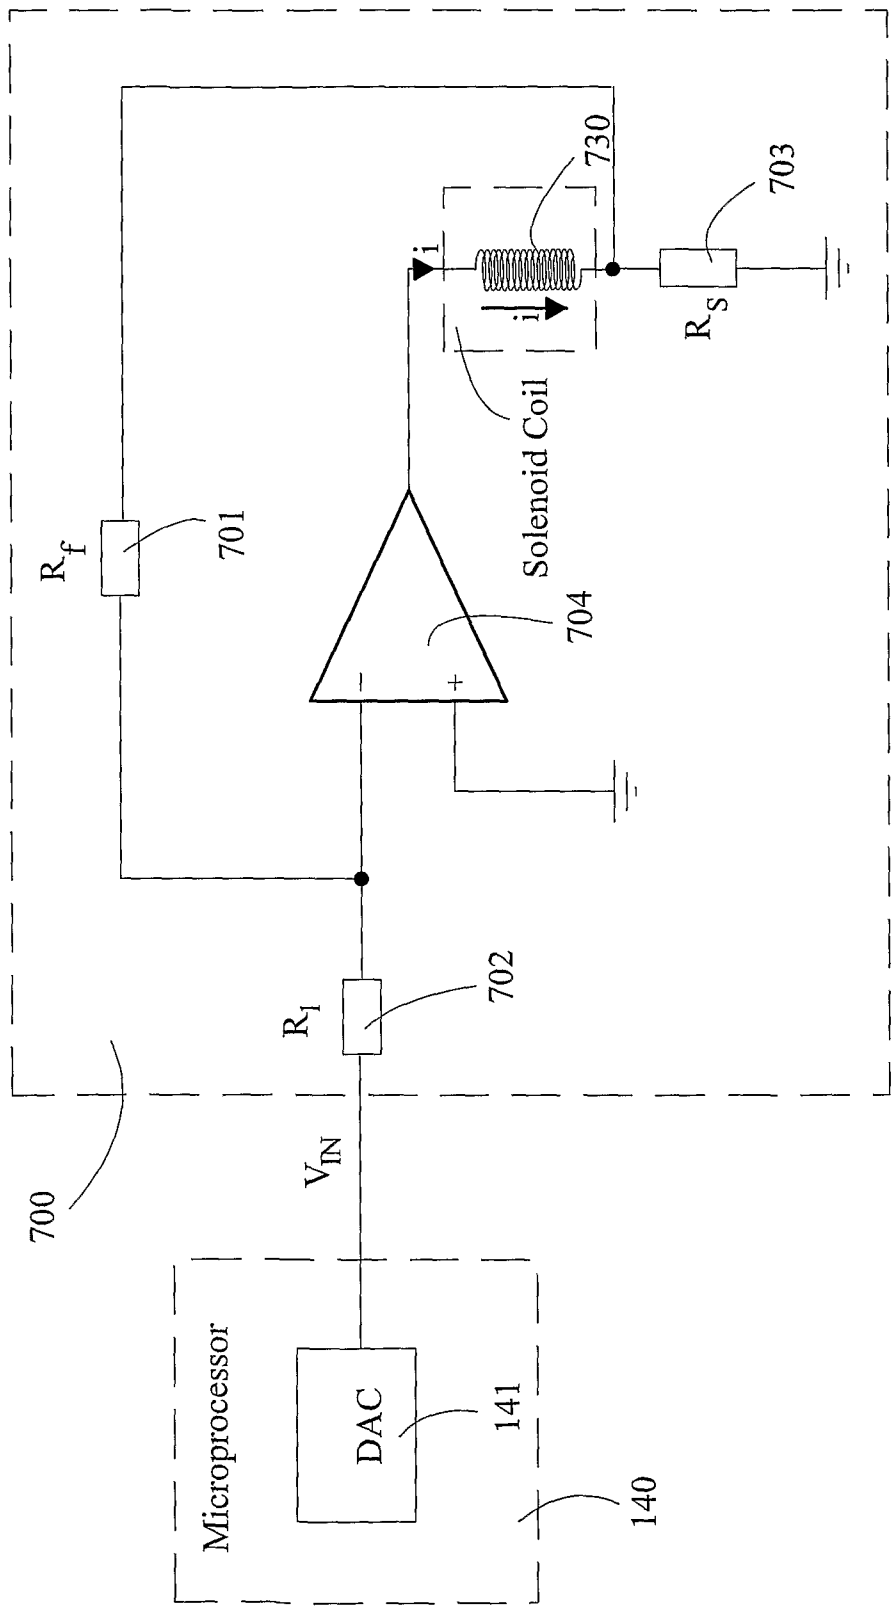 Microprocessor
DAC
141
140
V_IN
700
R_1
702
R_f
701
−
+
704
i
i
Solenoid Coil
730
R_S
703